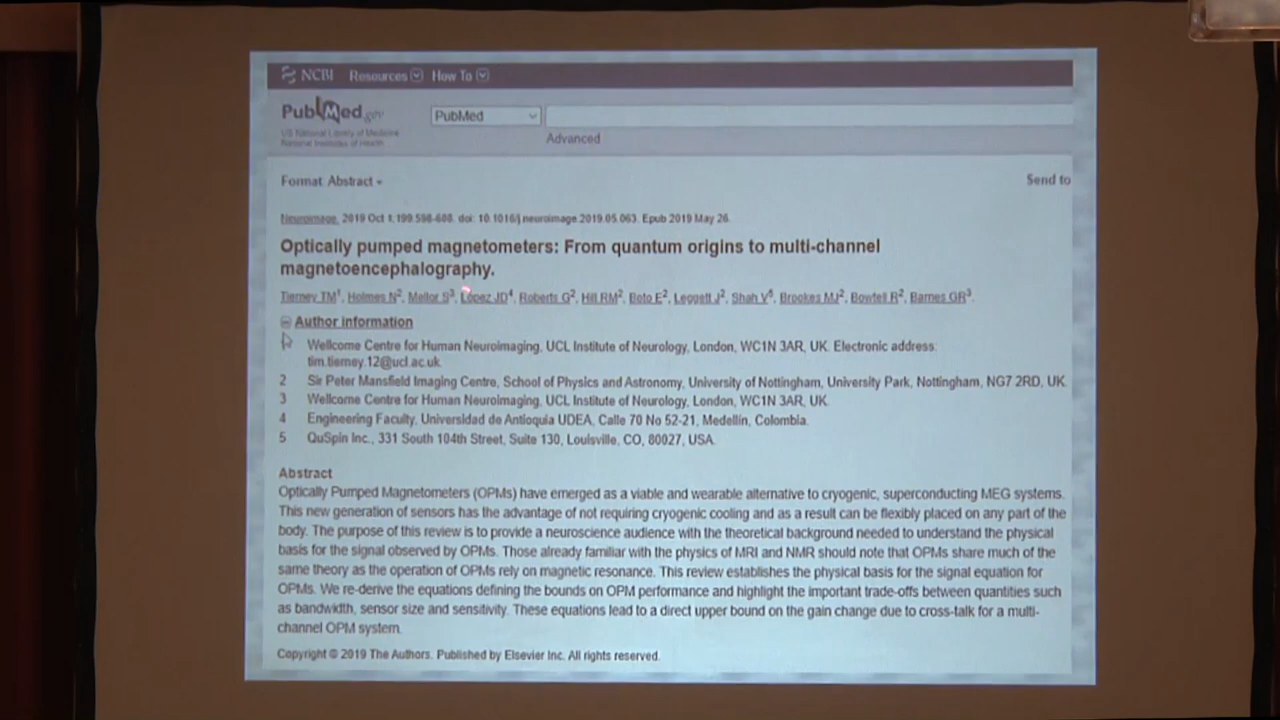 NCBI Resources How To
PubMed.gov
US National Library of Medicine
National Institutes of Health
PubMed
Advanced
Format Abstract
Send to
Neuroimage. 2019 Oct 1; doi: 10.1016/j.neuroimage.2019.05.063. Epub 2019 May 26.
Optically pumped magnetometers: From quantum origins to multi-channel
magnetoencephalography.
Tierney TM1, Holmes N2, Mellor S3, López JD4, Roberts G2, Hill RM2, Boto E2, Leggett J2, Shah V5, Brookes MJ2, Bowtell R2, Barnes GR3.
Author information
Wellcome Centre for Human Neuroimaging, UCL Institute of Neurology, London, WC1N 3AR, UK. Electronic address:
tim.tierney.12@ucl.ac.uk.
2 Sir Peter Mansfield Imaging Centre, School of Physics and Astronomy, University of Nottingham, University Park, Nottingham, NG7 2RD, UK.
3 Wellcome Centre for Human Neuroimaging, UCL Institute of Neurology, London, WC1N 3AR, UK.
4 Engineering Faculty, Universidad de Antioquia UDEA, Calle 70 No 52-21, Medellín, Colombia.
5 QuSpin Inc., 331 South 104th Street, Suite 130, Louisville, CO, 80027, USA.
Abstract
Optically Pumped Magnetometers (OPMs) have emerged as a viable and wearable alternative to cryogenic, superconducting MEG systems.
This new generation of sensors has the advantage of not requiring cryogenic cooling and as a result can be flexibly placed on any part of the
body. The purpose of this review is to provide a neuroscience audience with the theoretical background needed to understand the physical
basis for the signal observed by OPMs. Those already familiar with the physics of MRI and NMR should note that OPMs share much of the
same theory as the operation of OPMs rely on magnetic resonance. This review establishes the physical basis for the signal equation for
OPMs. We re-derive the equations defining the bounds on OPM performance and highlight the important trade-offs between quantities such
as bandwidth, sensor size and sensitivity. These equations lead to a direct upper bound on the gain change due to cross-talk for a multi-
channel OPM system.
Copyright © 2019 The Authors. Published by Elsevier Inc. All rights reserved.